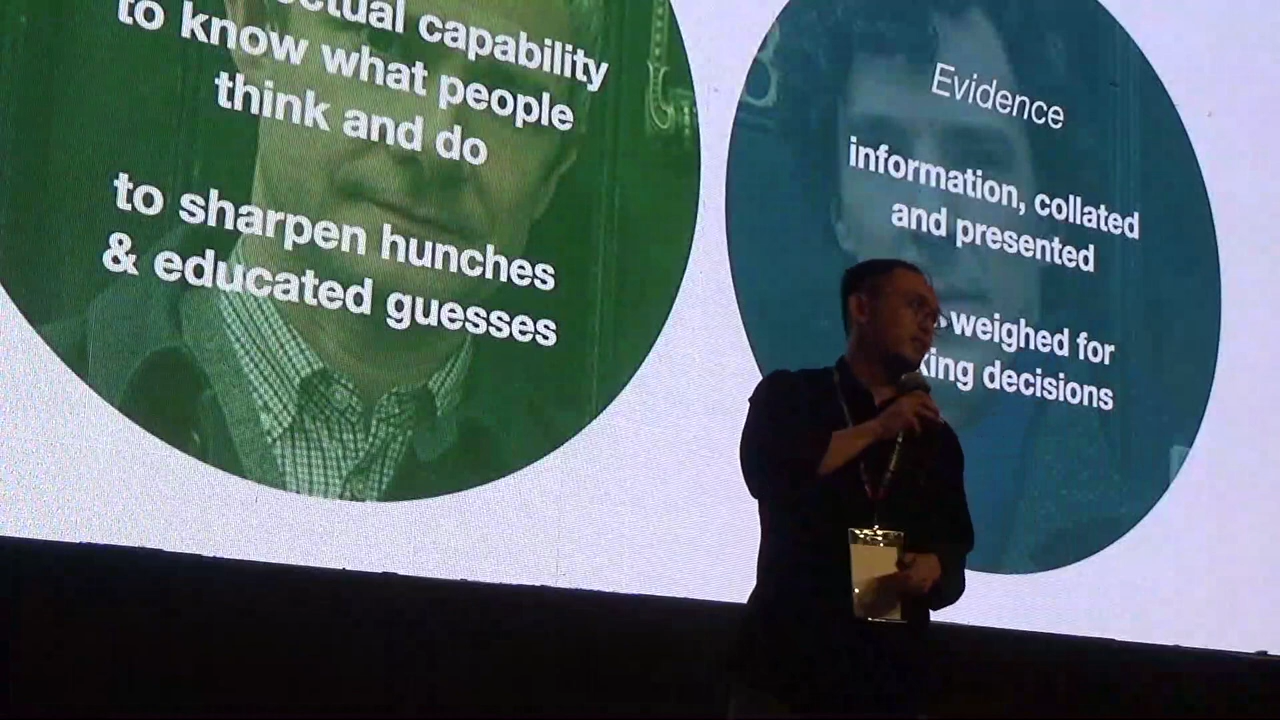 capability
to know what people
think and do
to sharpen hunches
& educated guesses
Evidence
information, collated
and presented
weighed for
decisions